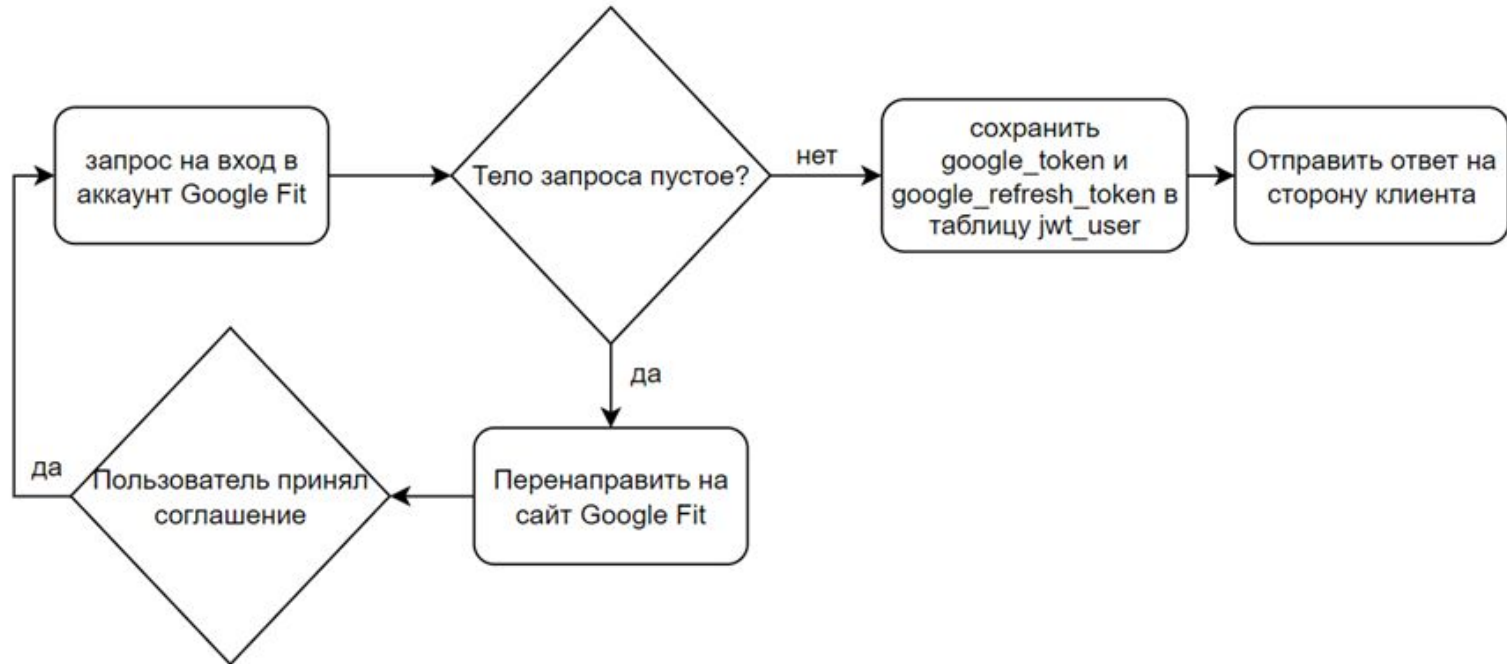 запрос на вход в
аккаунт Google Fit
Тело запроса пустое?
нет
сохранить
google_token и
google_refresh_token в
таблицу jwt_user
Отправить ответ на
сторону клиента
да
Перенаправить на
сайт Google Fit
Пользователь принял
соглашение
да